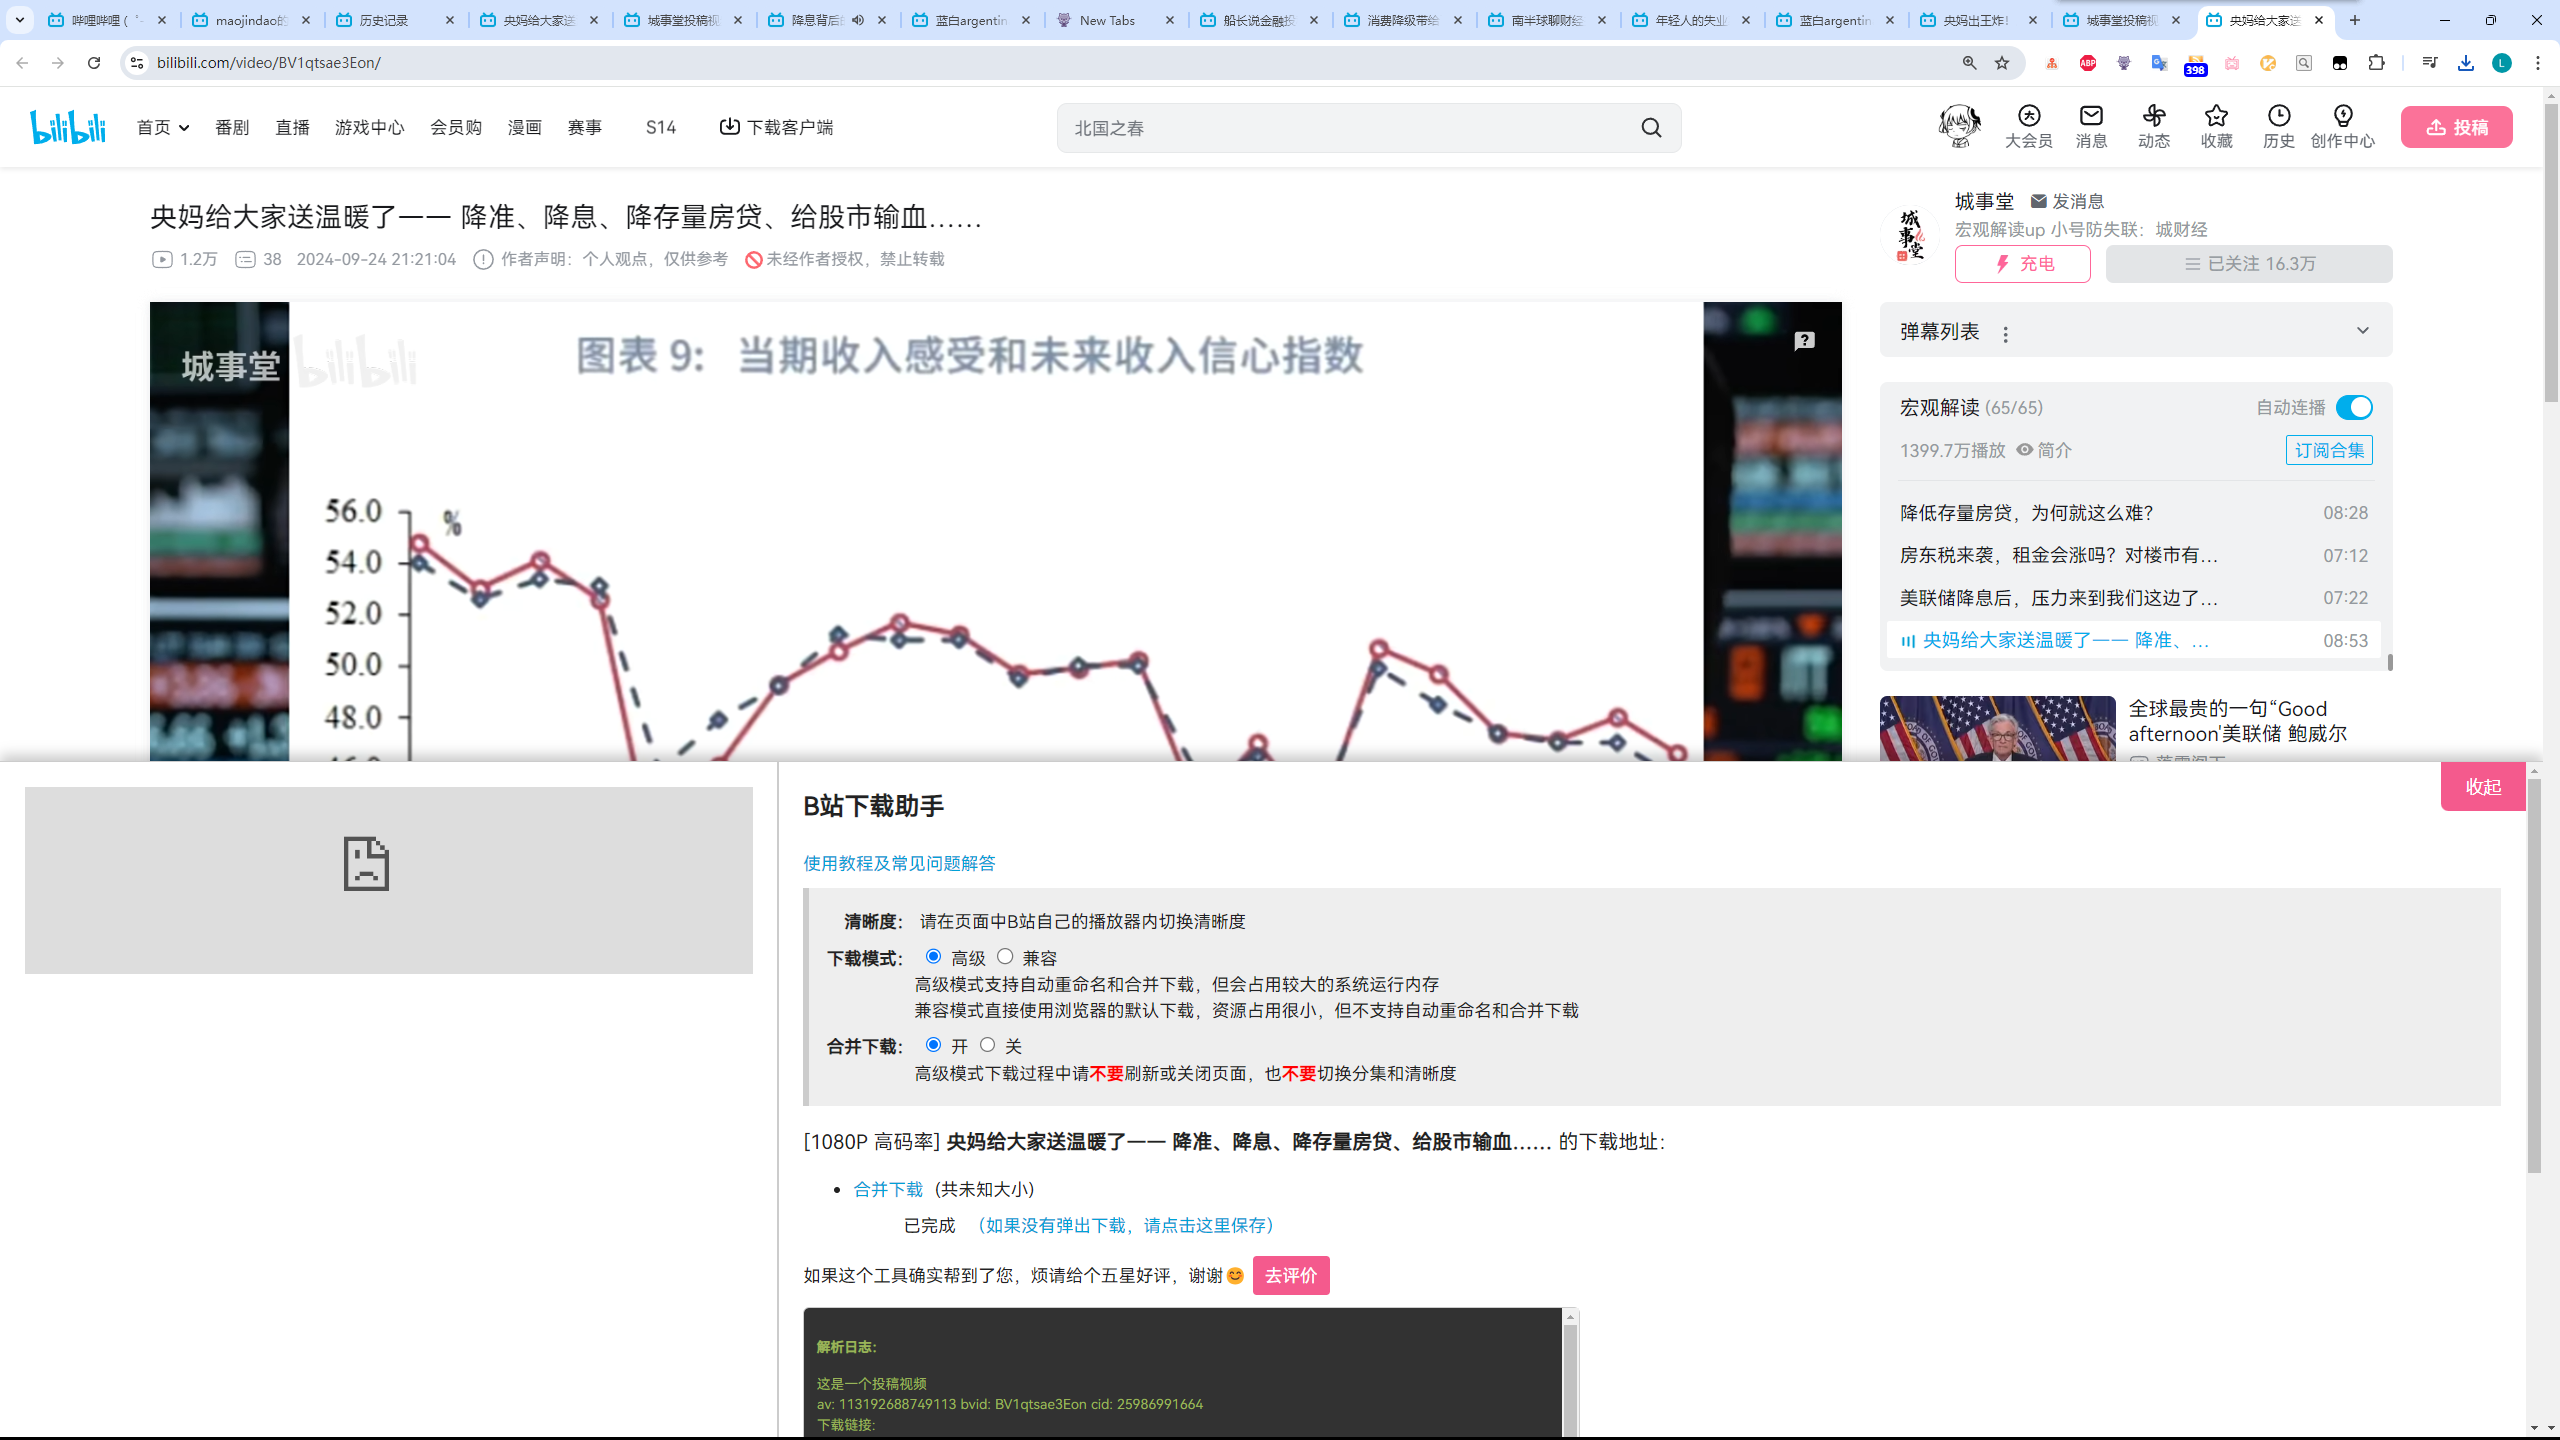 哔哩哔哩 (゜-
maojindao的
历史记录
央妈给大家送
城事堂投稿视
降息背后的
蓝白argentin
New Tabs
船长说金融投
消费降级带给
南半球聊财经
年轻人的失业
蓝白argentin
央妈出王炸！
城事堂投稿视
央妈给大家送
bilibili.com/video/BV1qtsae3Eon/
ABP
398
L
bilibili
首页
番剧
直播
游戏中心
会员购
漫画
赛事
S14
下载客户端
北国之春
大会员
消息
动态
收藏
历史
创作中心
投稿
央妈给大家送温暖了—— 降准、降息、降存量房贷、给股市输血……
1.2万
38
2024-09-24 21:21:04
作者声明：个人观点，仅供参考
未经作者授权，禁止转载
城事堂
发消息
宏观解读up 小号防失联：城财经
充电
已关注 16.3万
城事堂 bilibili
图表 9: 当期收入感受和未来收入信心指数
%
56.0
54.0
52.0
50.0
48.0
弹幕列表
宏观解读 (65/65)
自动连播
1399.7万播放
简介
订阅合集
降低存量房贷，为何就这么难？
08:28
房东税来袭，租金会涨吗？对楼市有...
07:12
美联储降息后，压力来到我们这边了...
07:22
央妈给大家送温暖了—— 降准、...
08:53
全球最贵的一句“Good
afternoon'美联储 鲍威尔
收起
B站下载助手
使用教程及常见问题解答
清晰度： 请在页面中B站自己的播放器内切换清晰度
下载模式： 高级 兼容
高级模式支持自动重命名和合并下载，但会占用较大的系统运行内存
兼容模式直接使用浏览器的默认下载，资源占用很小，但不支持自动重命名和合并下载
合并下载： 开 关
高级模式下载过程中请不要刷新或关闭页面，也不要切换分集和清晰度
[1080P 高码率] 央妈给大家送温暖了—— 降准、降息、降存量房贷、给股市输血…… 的下载地址：
合并下载 (共未知大小)
已完成 （如果没有弹出下载，请点击这里保存）
如果这个工具确实帮到了您，烦请给个五星好评，谢谢😊 去评价
解析日志：
这是一个投稿视频
av: 113192688749113 bvid: BV1qtsae3Eon cid: 25986991664
下载链接: